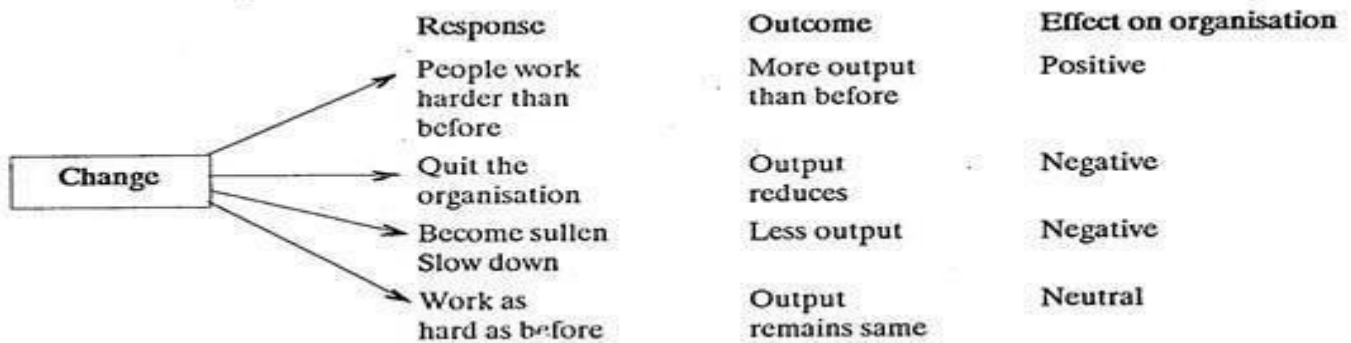 Response Outcome Effect on organisation
People work More output Positive
harder than than before
before
Change
Quit the Output Negative
organisation reduces
Become sullen Less output Negative
Slow down
Work as Output Neutral
hard as before remains same